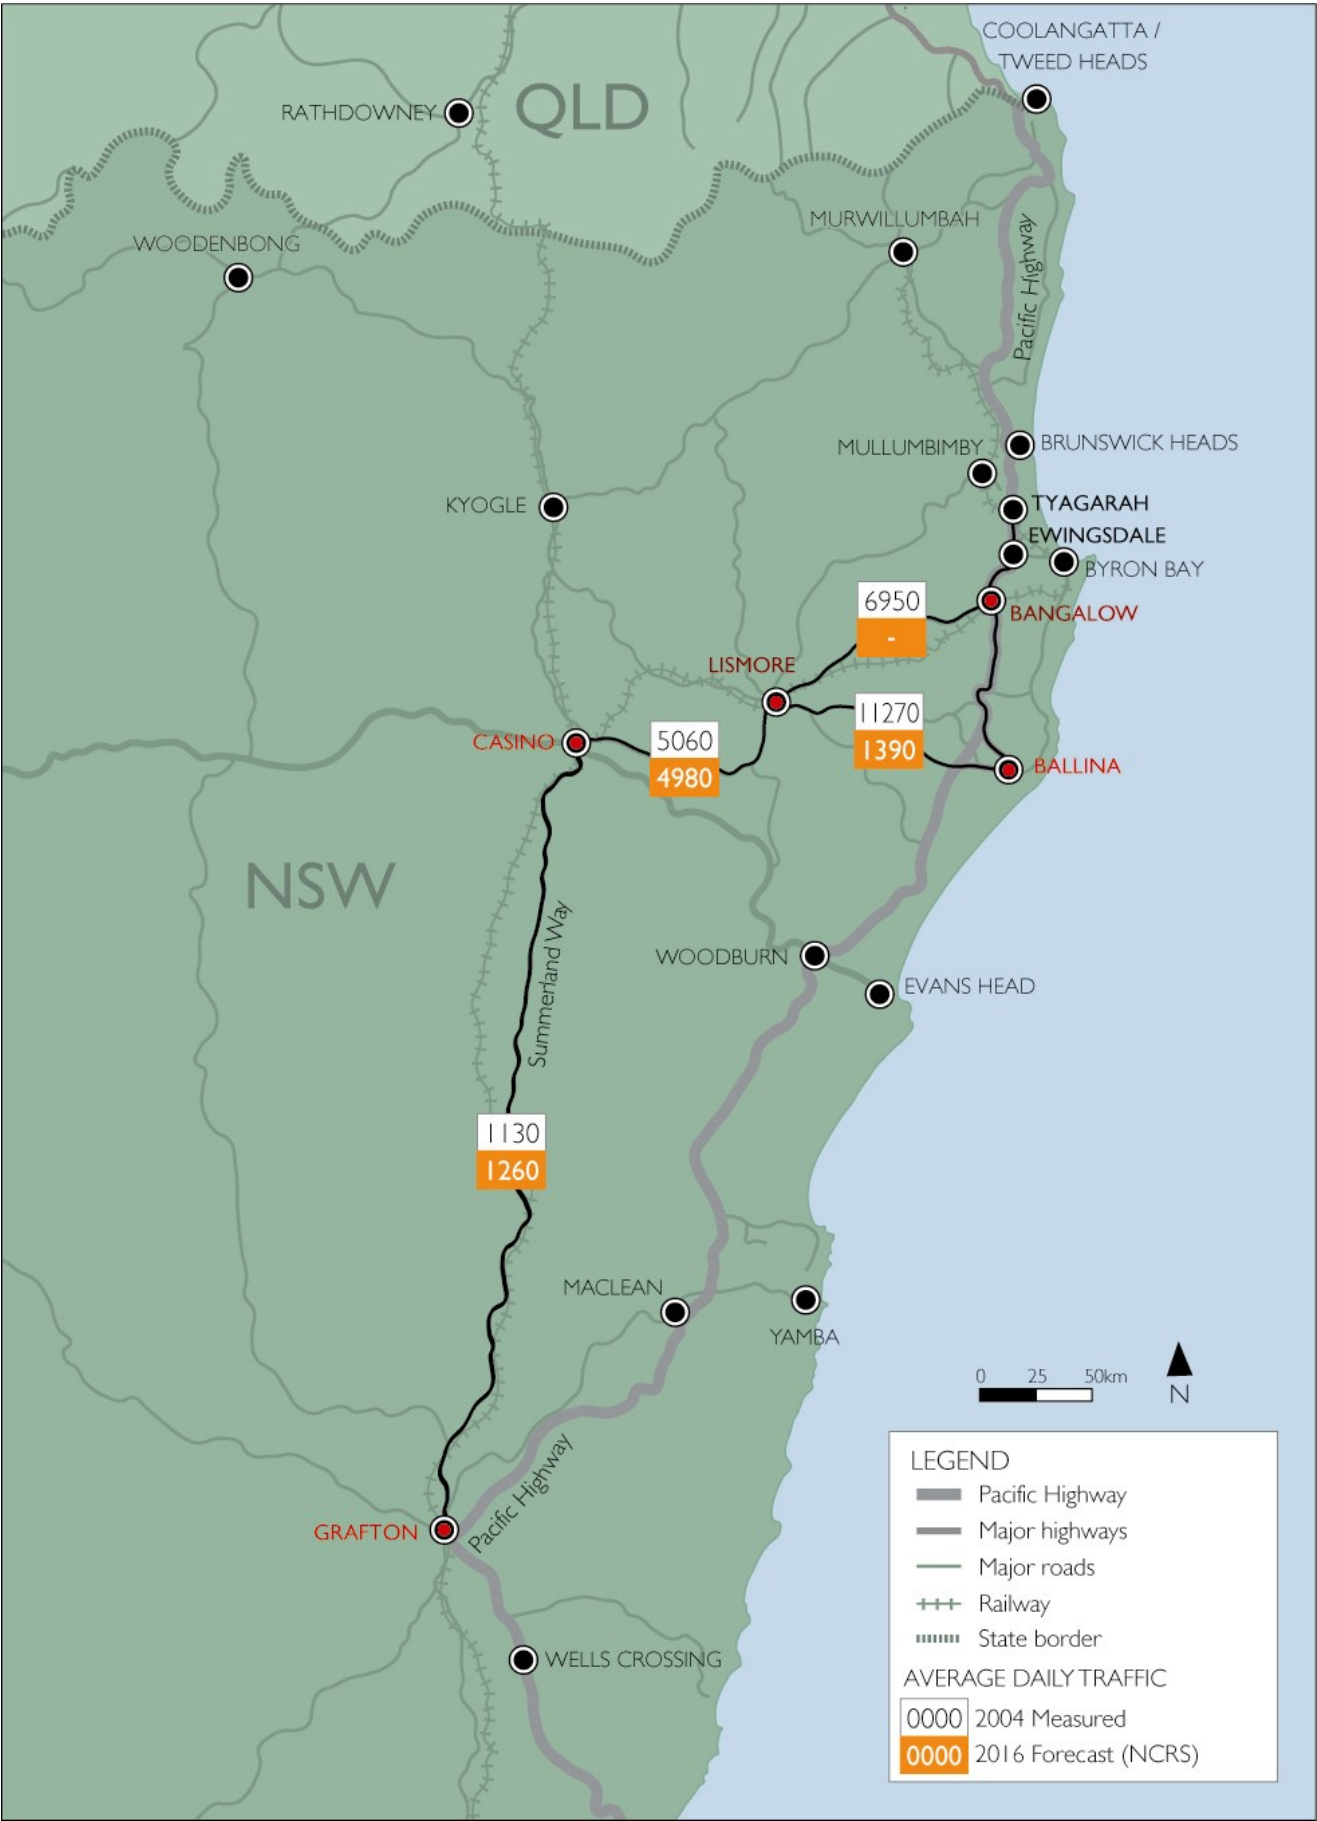 COOLANGATTA /
TWEED HEADS
RATHDOWNEY
QLD
MURWILLUMBAH
WOODENBONG
Pacific Highway
MULLUMBIMBY
BRUNSWICK HEADS
KYOGLE
TYAGARAH
EWINGSDALE
BYRON BAY
6950
-
BANGALOW
LISMORE
11270
1390
CASINO
5060
4980
BALLINA
NSW
Summerland Way
WOODBURN
EVANS HEAD
1130
1260
MACLEAN
YAMBA
0 25 50km
N
Pacific Highway
GRAFTON
WELLS CROSSING
LEGEND
Pacific Highway
Major highways
Major roads
Railway
State border
AVERAGE DAILY TRAFFIC
0000 2004 Measured
0000 2016 Forecast (NCRS)